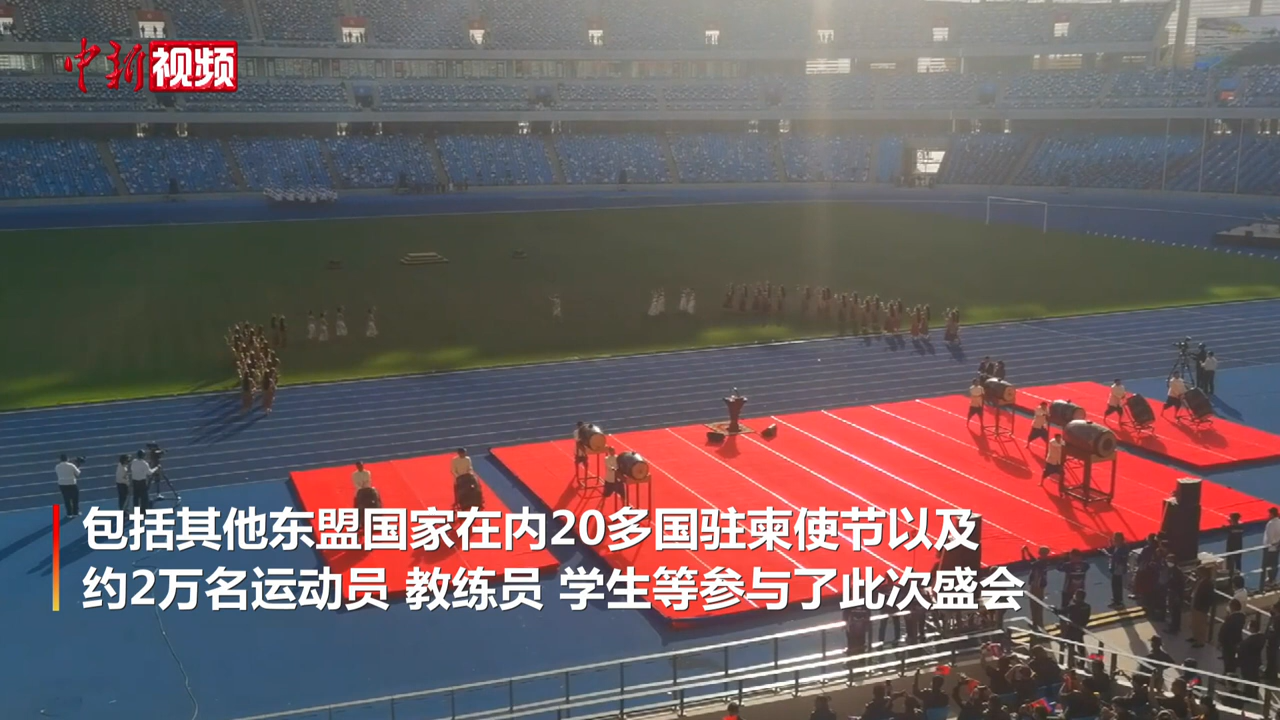 中新视频
包括其他东盟国家在内20多国驻柬使节以及
约2万名运动员 教练员 学生等参与了此次盛会